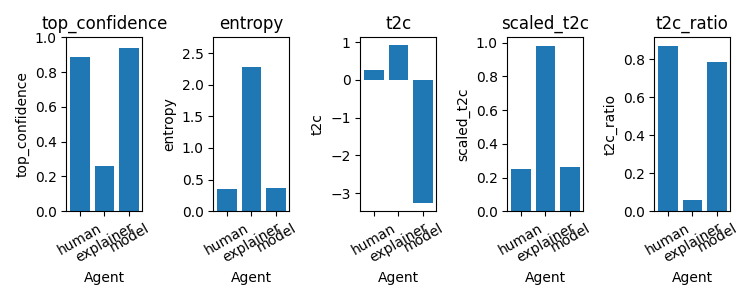 top_confidence
entropy
t2c
scaled_t2c
t2c_ratio
top_confidence
1.0
0.8
0.6
0.4
0.2
0.0
human
explainer
model
Agent
entropy
2.5
2.0
1.5
1.0
0.5
0.0
human
explainer
model
Agent
t2c
1
0
−1
−2
−3
human
explainer
model
Agent
scaled_t2c
1.0
0.8
0.6
0.4
0.2
0.0
human
explainer
model
Agent
t2c_ratio
0.8
0.6
0.4
0.2
0.0
human
explainer
model
Agent